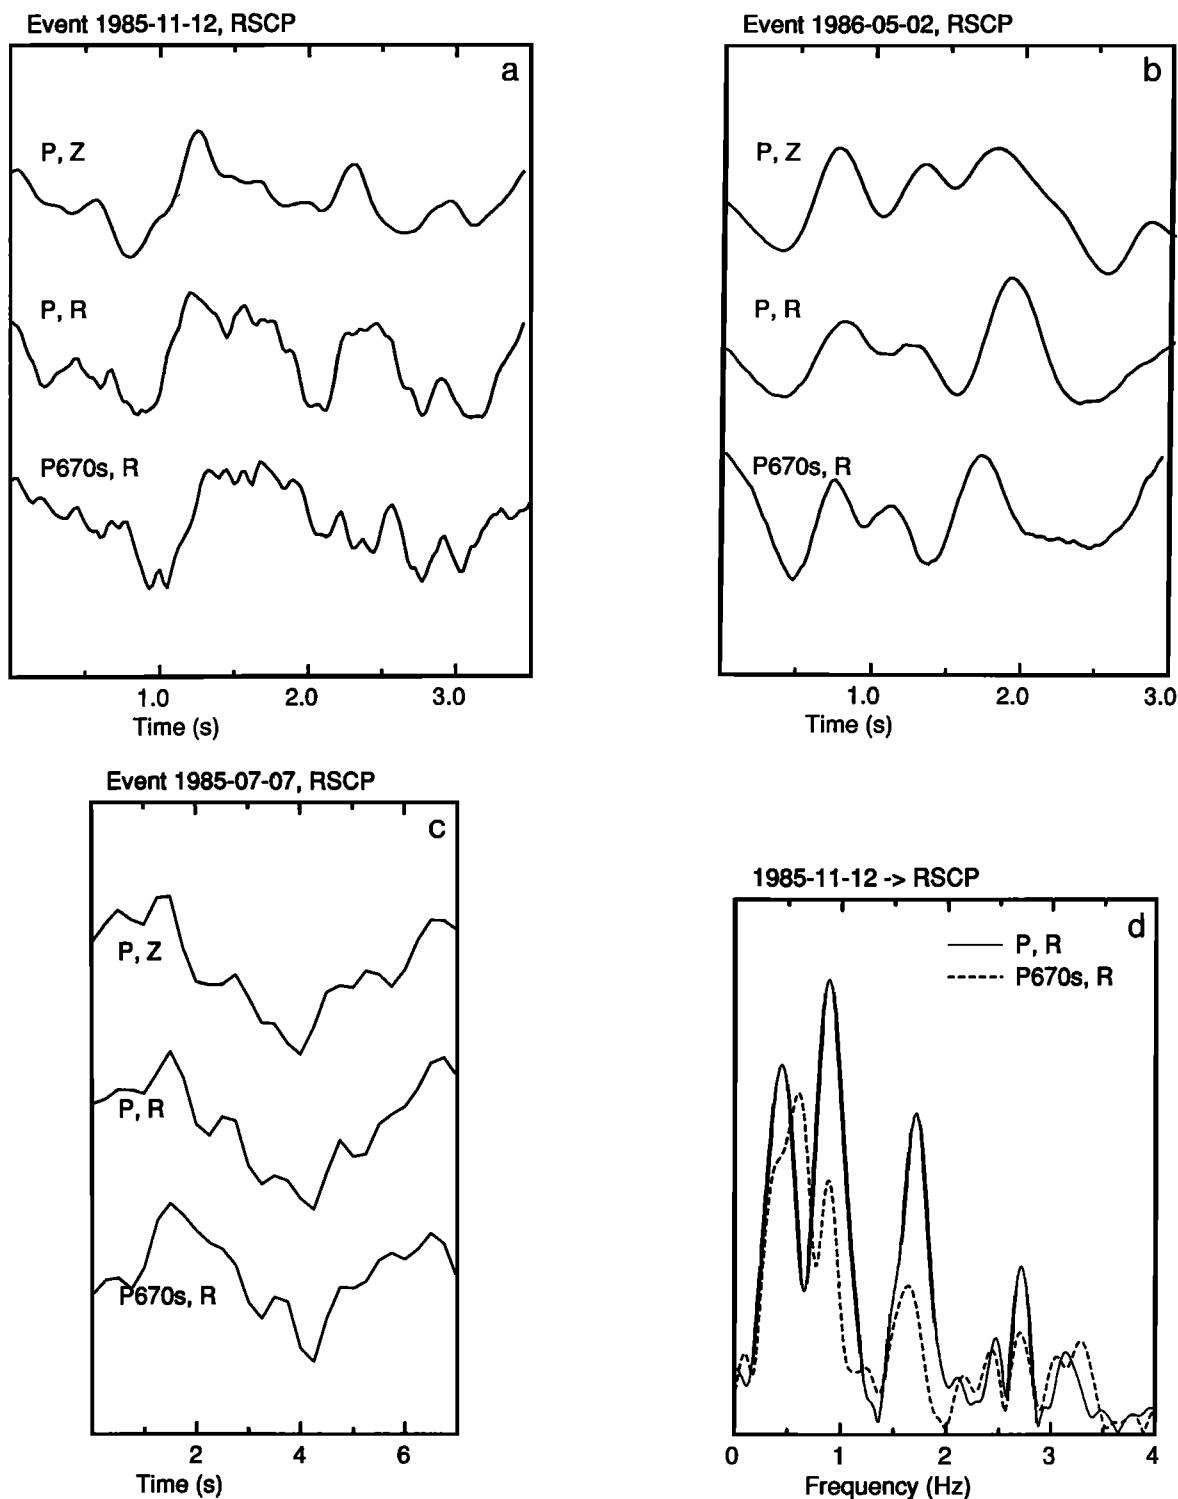 Event 1985-11-12, RSCP
a
P, Z
P, R
P670s, R
1.0 2.0 3.0
Time (s)
Event 1986-05-02, RSCP
b
P, Z
P, R
P670s, R
1.0 2.0 3.0
Time (s)
Event 1985-07-07, RSCP
c
P, Z
P, R
P670s, R
2 4 6
Time (s)
1985-11-12 -> RSCP
d
P, R
P670s, R
0 1 2 3 4
Frequency (Hz)